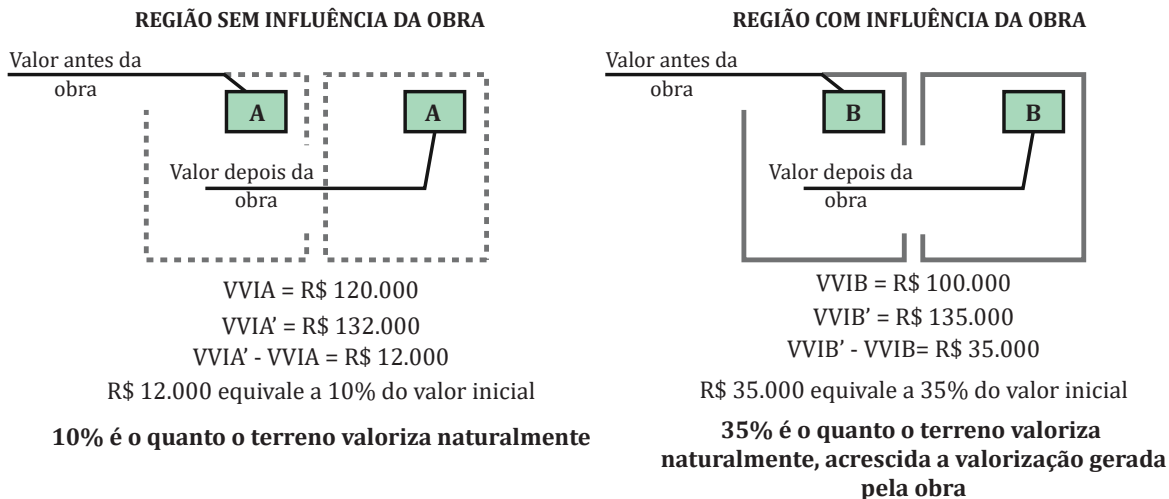 REGIÃO SEM INFLUÊNCIA DA OBRA
Valor antes da
obra
A
A
Valor depois da
obra
VVIA = R$ 120.000
VVIA’ = R$ 132.000
VVIA’ - VVIA = R$ 12.000
R$ 12.000 equivale a 10% do valor inicial
10% é o quanto o terreno valoriza naturalmente
REGIÃO COM INFLUÊNCIA DA OBRA
Valor antes da
obra
B
B
Valor depois da
obra
VVIB = R$ 100.000
VVIB’ = R$ 135.000
VVIB’ - VVIB= R$ 35.000
R$ 35.000 equivale a 35% do valor inicial
35% é o quanto o terreno valoriza
naturalmente, acrescida a valorização gerada
pela obra